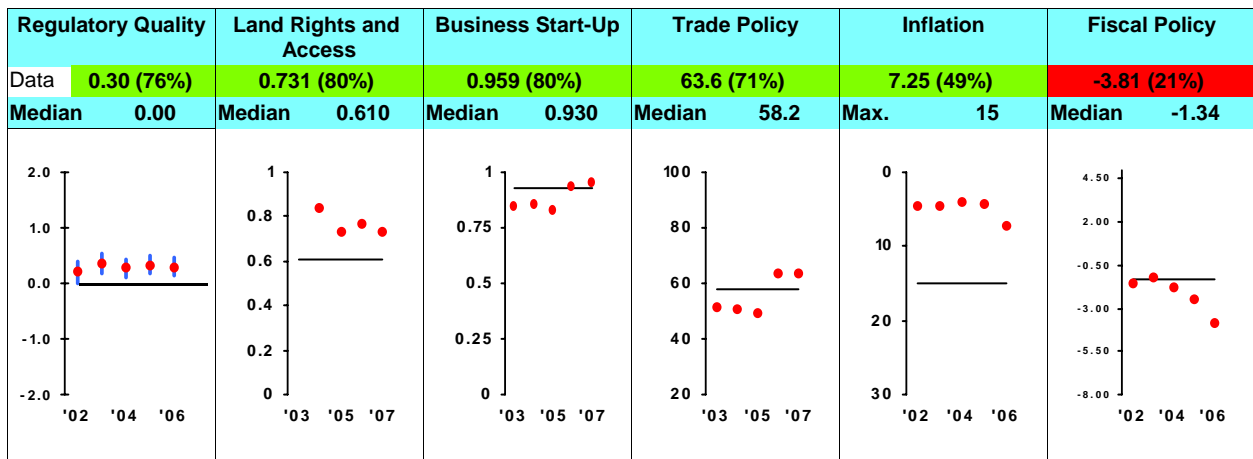 Regulatory Quality
Land Rights and
Access
Business Start-Up
Trade Policy
Inflation
Fiscal Policy
Data 0.30 (76%)
0.731 (80%)
0.959 (80%)
63.6 (71%)
7.25 (49%)
-3.81 (21%)
Median 0.00
Median 0.610
Median 0.930
Median 58.2
Max. 15
Median -1.34
2.0
1.0
0.0
-1.0
-2.0
'02 '04 '06
1
0.8
0.6
0.4
0.2
0
'03 '05 '07
1
0.75
0.5
0.25
0
'03 '05 '07
100
80
60
40
20
'03 '05 '07
0
10
20
30
'02 '04 '06
4.50
2.00
-0.50
-3.00
-5.50
-8.00
'02 '04 '06